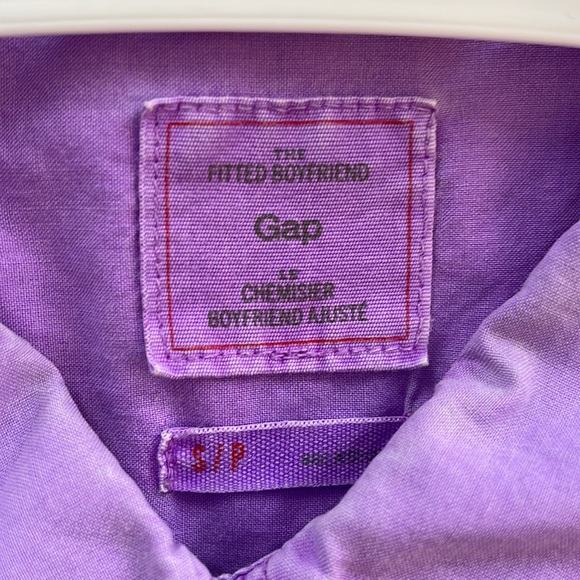 THE
FITTED BOYFRIEND
Gap
LE
CHEMISIER
BOYFRIEND AJUSTÉ
S/P